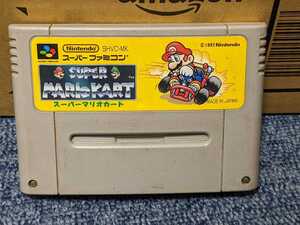 amazon
Nintendo
SHVC-MK
スーパーファミコン
© 1992 Nintendo
SUPER
MARIO KART
スーパーマリオカート
MADE IN JAPAN